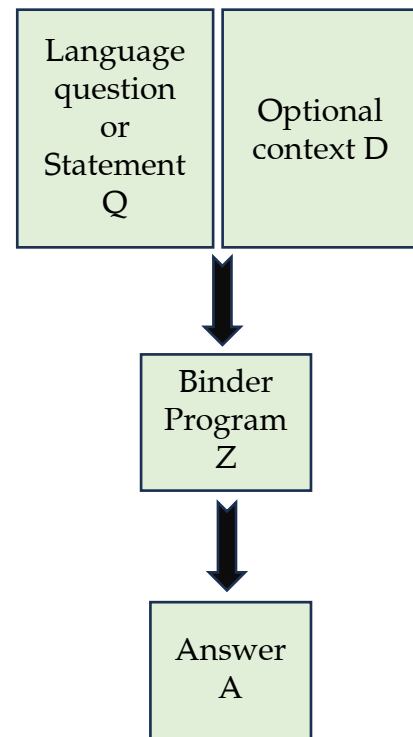 Language
question
or
Statement
Q
Optional
context D
Binder
Program
Z
Answer
A